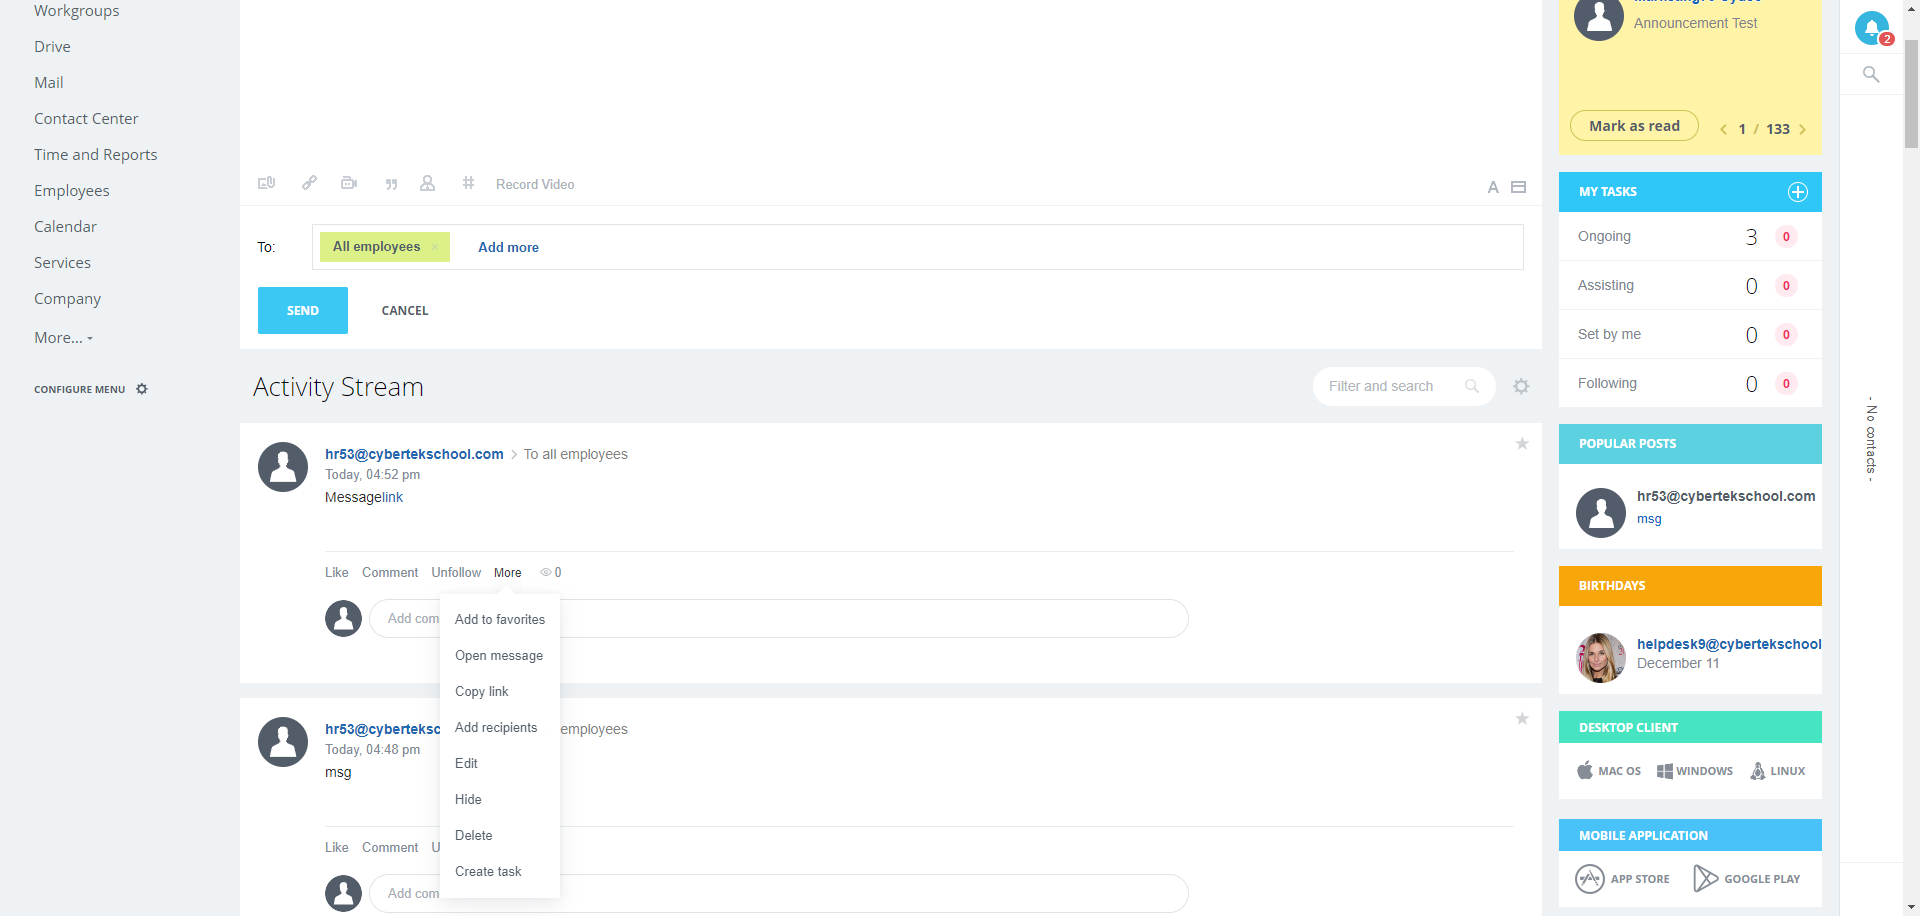 Workgroups
Drive
Mail
Contact Center
Time and Reports
Employees
Calendar
Services
Company
More...
CONFIGURE MENU
Record Video
A
To:
All employees ×
Add more
SEND
CANCEL
Activity Stream
Filter and search
hr53@cybertekschool.com > To all employees
Today, 04:52 pm
Messagelink
Like Comment Unfollow More 0
Add com
Add to favorites
Open message
Copy link
Add recipients
Edit
Hide
Delete
Create task
hr53@cyberteksc
employees
Today, 04:48 pm
msg
Like Comment U
Add com
Announcement Test
Mark as read
< 1 / 133 >
MY TASKS
Ongoing 3 0
Assisting 0 0
Set by me 0 0
Following 0 0
POPULAR POSTS
hr53@cybertekschool.com
msg
BIRTHDAYS
helpdesk9@cybertekschool
December 11
DESKTOP CLIENT
MAC OS WINDOWS LINUX
MOBILE APPLICATION
APP STORE GOOGLE PLAY
2
- No contacts -